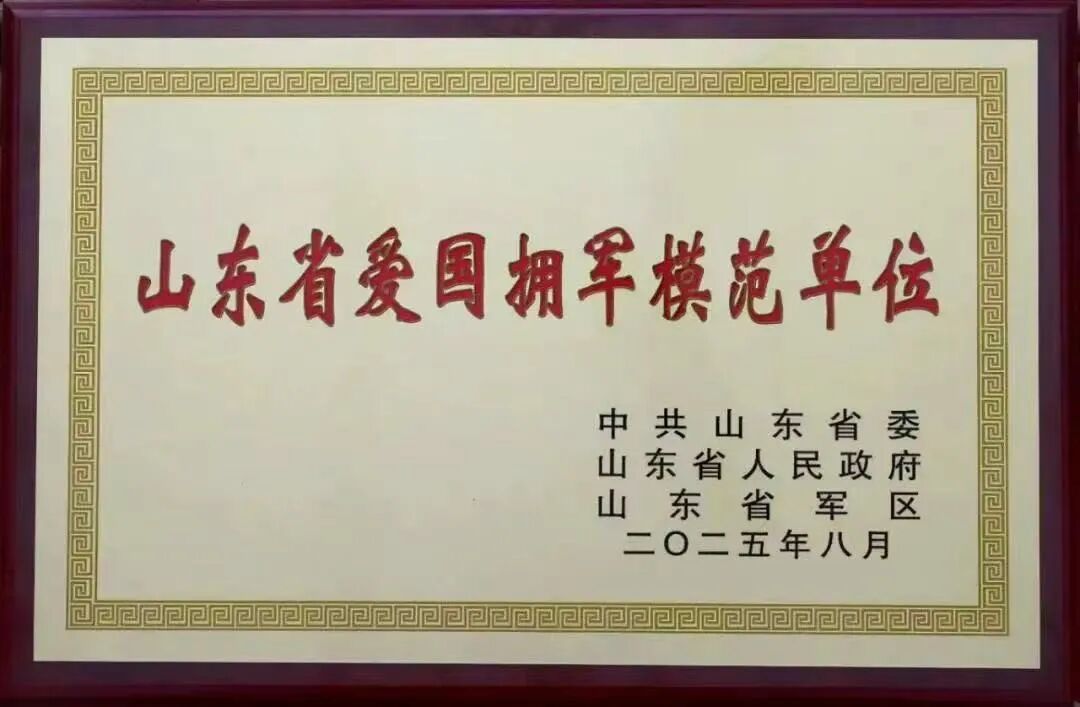 山东省爱国拥军模范单位
中共山东省委
山东省人民政府
山东省军区
二〇二五年八月